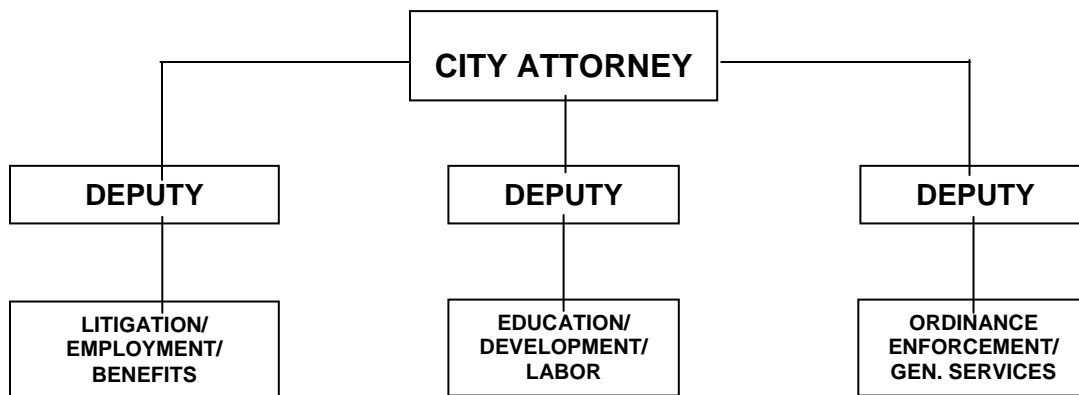 CITY ATTORNEY
DEPUTY
DEPUTY
DEPUTY
LITIGATION/
EMPLOYMENT/
BENEFITS
EDUCATION/
DEVELOPMENT/
LABOR
ORDINANCE
ENFORCEMENT/
GEN. SERVICES